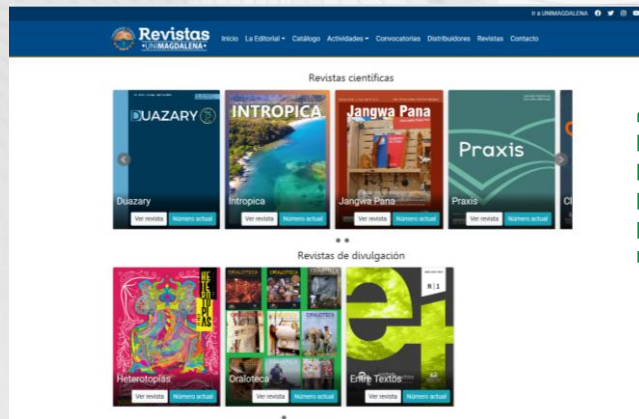 Ir a UNIMAGDALENA
Revistas
UNIMAGDALENA
Inicio La Editorial Catálogo Actividades Convocatorias Distribuidores Revistas Contacto
Revistas científicas
DUAZARY
INTROPICA
Jangwa Pana
Praxis
Duazary
Intropica
Jangwa Pana
Praxis
Ver revista Número actual
Ver revista Número actual
Ver revista Número actual
Ver revista Número actual
Revistas de divulgación
HETEROTOPÍAS
ORALOTECA ORALOTECA ORALOTECA
et
Heterotopías
Oraloteca
Entre Textos
Ver revista Número actual
Ver revista Número actual
Ver revista Número actual